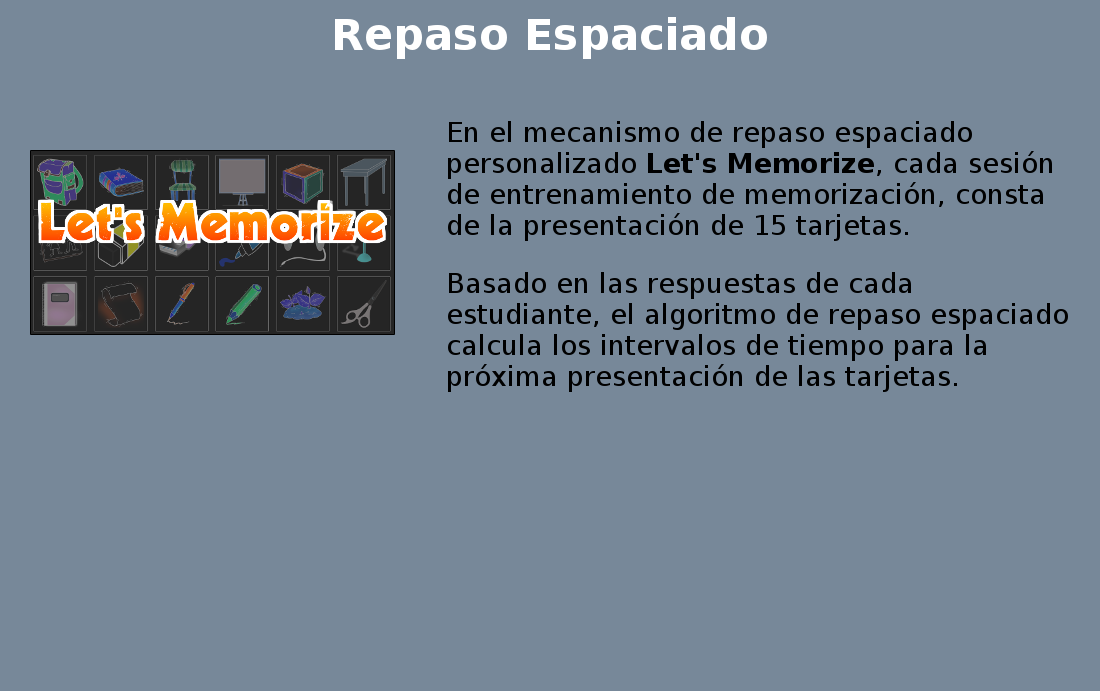 Repaso Espaciado
Let's Memorize
En el mecanismo de repaso espaciado
personalizado Let's Memorize, cada sesión
de entrenamiento de memorización, consta
de la presentación de 15 tarjetas.
Basado en las respuestas de cada
estudiante, el algoritmo de repaso espaciado
calcula los intervalos de tiempo para la
próxima presentación de las tarjetas.